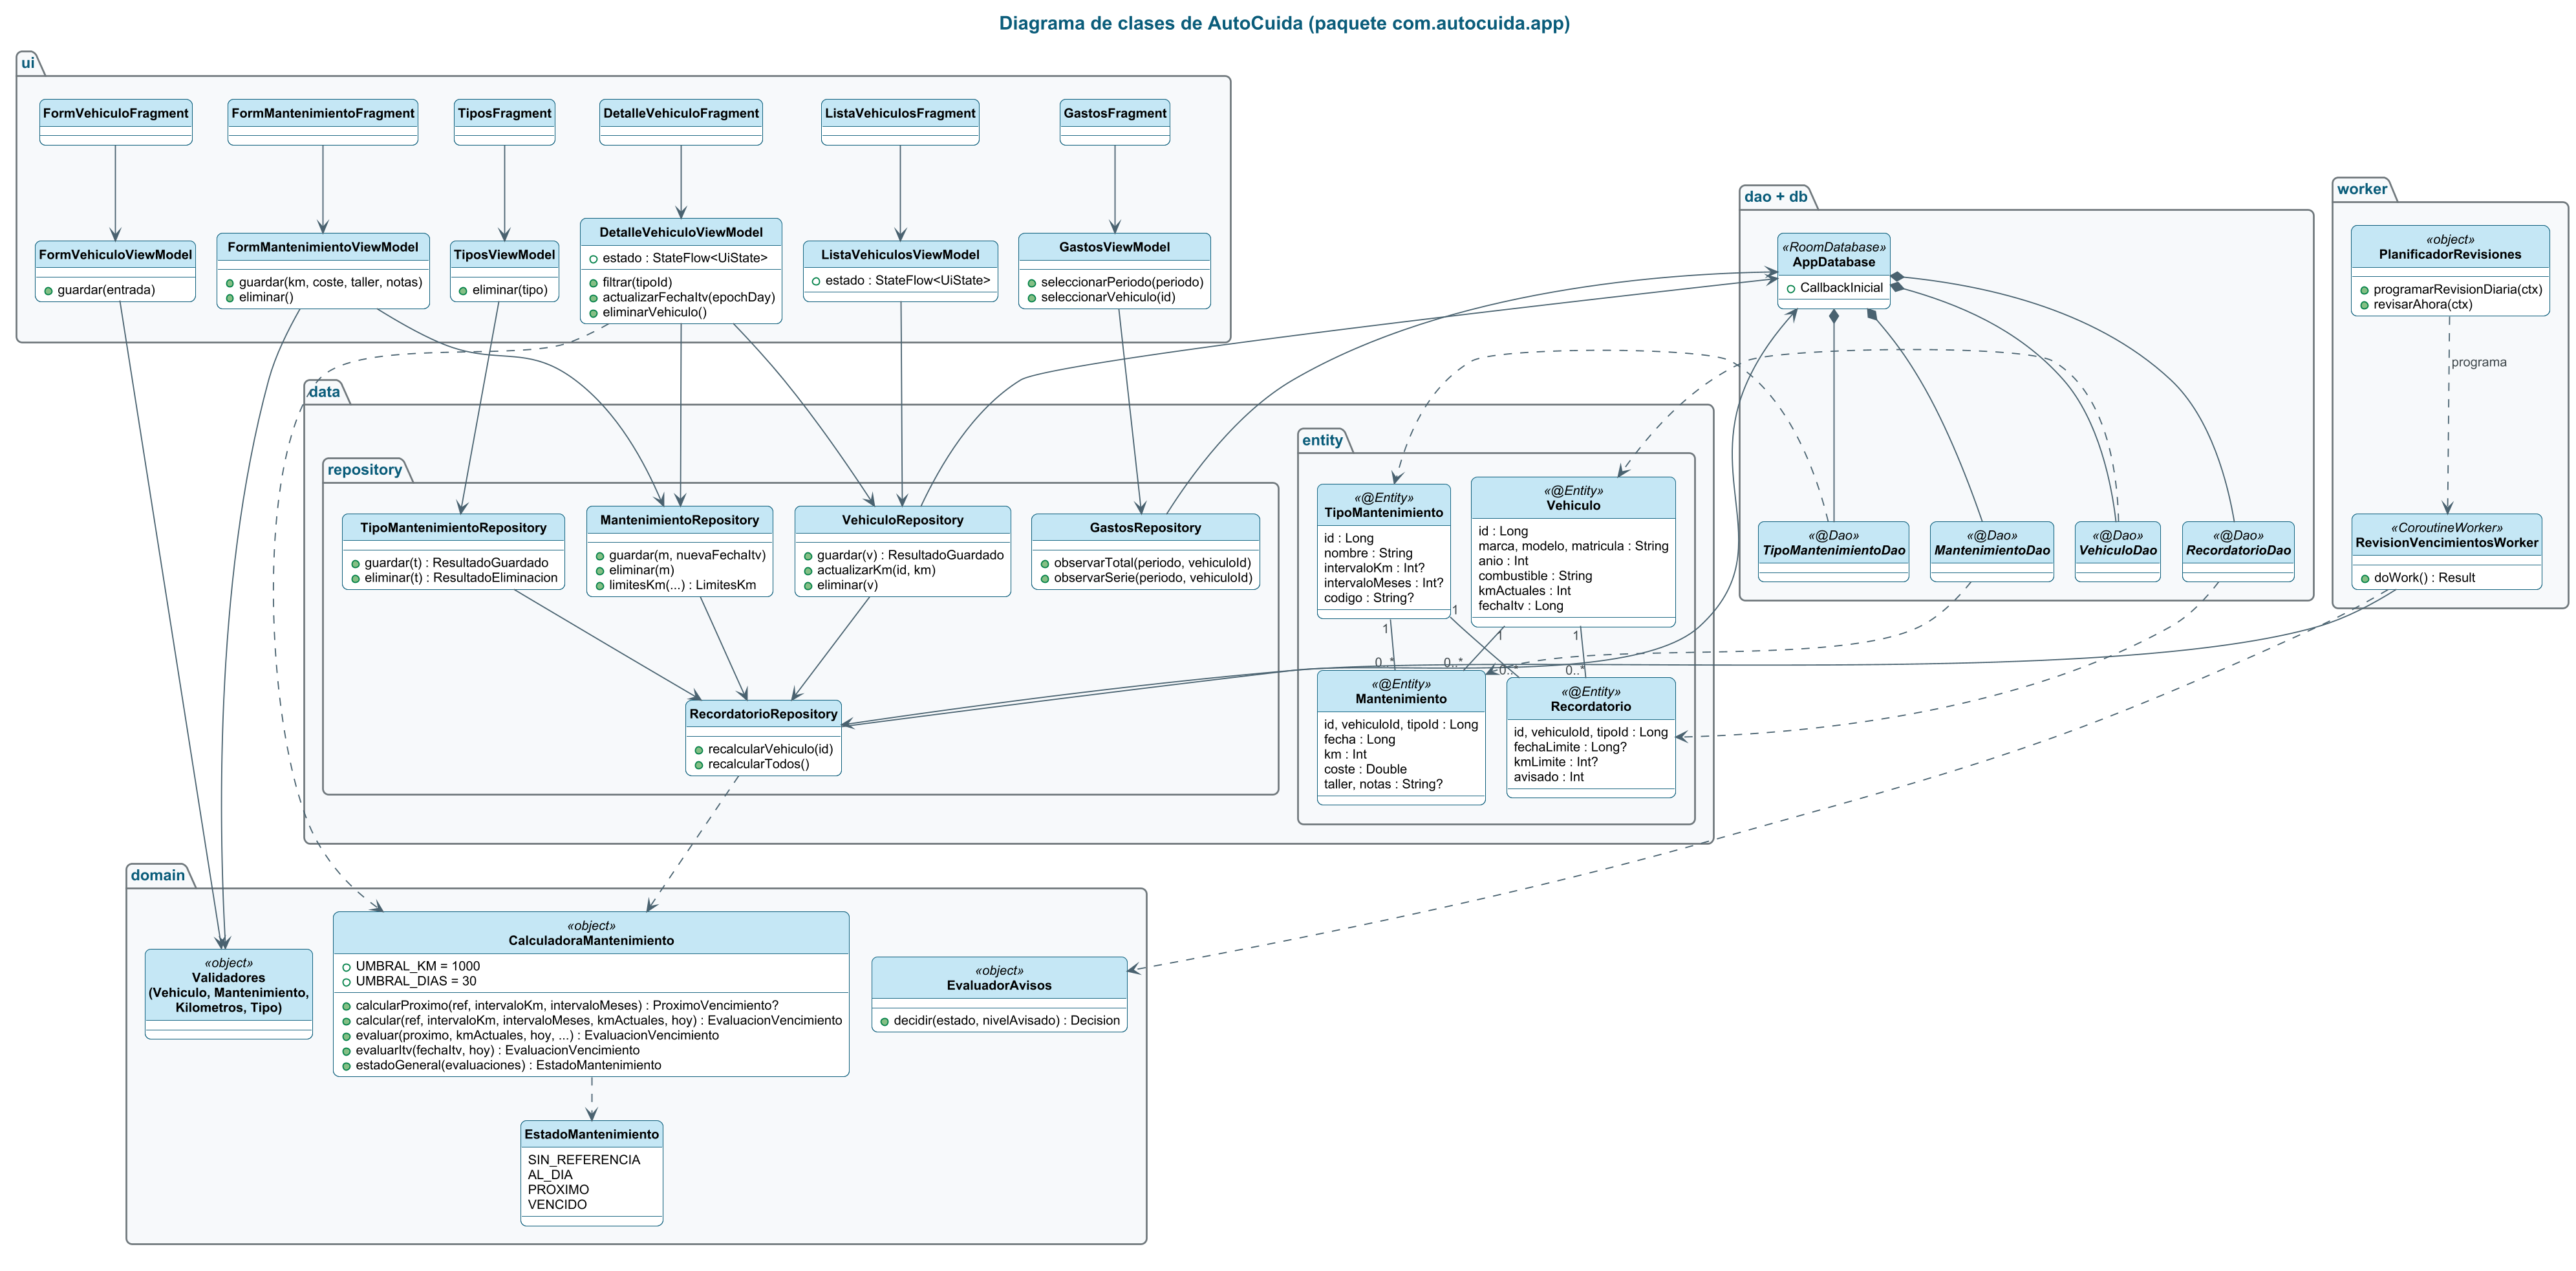 Diagrama de clases de AutoCuida (paquete com.autocuida.app)
ui
FormVehiculoFragment
FormMantenimientoFragment
TiposFragment
DetalleVehiculoFragment
ListaVehiculosFragment
GastosFragment
FormVehiculoViewModel
guardar(entrada)
FormMantenimientoViewModel
guardar(km, coste, taller, notas)
eliminar()
TiposViewModel
eliminar(tipo)
DetalleVehiculoViewModel
estado : StateFlow<UiState>
filtrar(tipoId)
actualizarFechaItv(epochDay)
eliminarVehiculo()
ListaVehiculosViewModel
estado : StateFlow<UiState>
GastosViewModel
seleccionarPeriodo(periodo)
seleccionarVehiculo(id)
dao + db
«RoomDatabase»
AppDatabase
CallbackInicial
«@Dao»
TipoMantenimientoDao
«@Dao»
MantenimientoDao
«@Dao»
VehiculoDao
«@Dao»
RecordatorioDao
worker
«object»
PlanificadorRevisiones
programarRevisionDiaria(ctx)
revisarAhora(ctx)
programa
«CoroutineWorker»
RevisionVencimientosWorker
doWork() : Result
data
repository
TipoMantenimientoRepository
guardar(t) : ResultadoGuardado
eliminar(t) : ResultadoEliminacion
MantenimientoRepository
guardar(m, nuevaFechaItv)
eliminar(m)
limitesKm(...) : LimitesKm
VehiculoRepository
guardar(v) : ResultadoGuardado
actualizarKm(id, km)
eliminar(v)
GastosRepository
observarTotal(periodo, vehiculoId)
observarSerie(periodo, vehiculoId)
RecordatorioRepository
recalcularVehiculo(id)
recalcularTodos()
entity
«@Entity»
TipoMantenimiento
id : Long
nombre : String
intervaloKm : Int?
intervaloMeses : Int?
codigo : String?
«@Entity»
Vehiculo
id : Long
marca, modelo, matricula : String
anio : Int
combustible : String
kmActuales : Int
fechaItv : Long
1
1
1
1
0..*
0..*
0..*
0..*
«@Entity»
Mantenimiento
id, vehiculoId, tipoId : Long
fecha : Long
km : Int
coste : Double
taller, notas : String?
«@Entity»
Recordatorio
id, vehiculoId, tipoId : Long
fechaLimite : Long?
kmLimite : Int?
avisado : Int
domain
«object»
Validadores
(Vehiculo, Mantenimiento,
Kilometros, Tipo)
«object»
CalculadoraMantenimiento
UMBRAL_KM = 1000
UMBRAL_DIAS = 30
calcularProximo(ref, intervaloKm, intervaloMeses) : ProximoVencimiento?
calcular(ref, intervaloKm, intervaloMeses, kmActuales, hoy) : EvaluacionVencimiento
evaluar(proximo, kmActuales, hoy, ...) : EvaluacionVencimiento
evaluarItv(fechaItv, hoy) : EvaluacionVencimiento
estadoGeneral(evaluaciones) : EstadoMantenimiento
«object»
EvaluadorAvisos
decidir(estado, nivelAvisado) : Decision
EstadoMantenimiento
SIN_REFERENCIA
AL_DIA
PROXIMO
VENCIDO